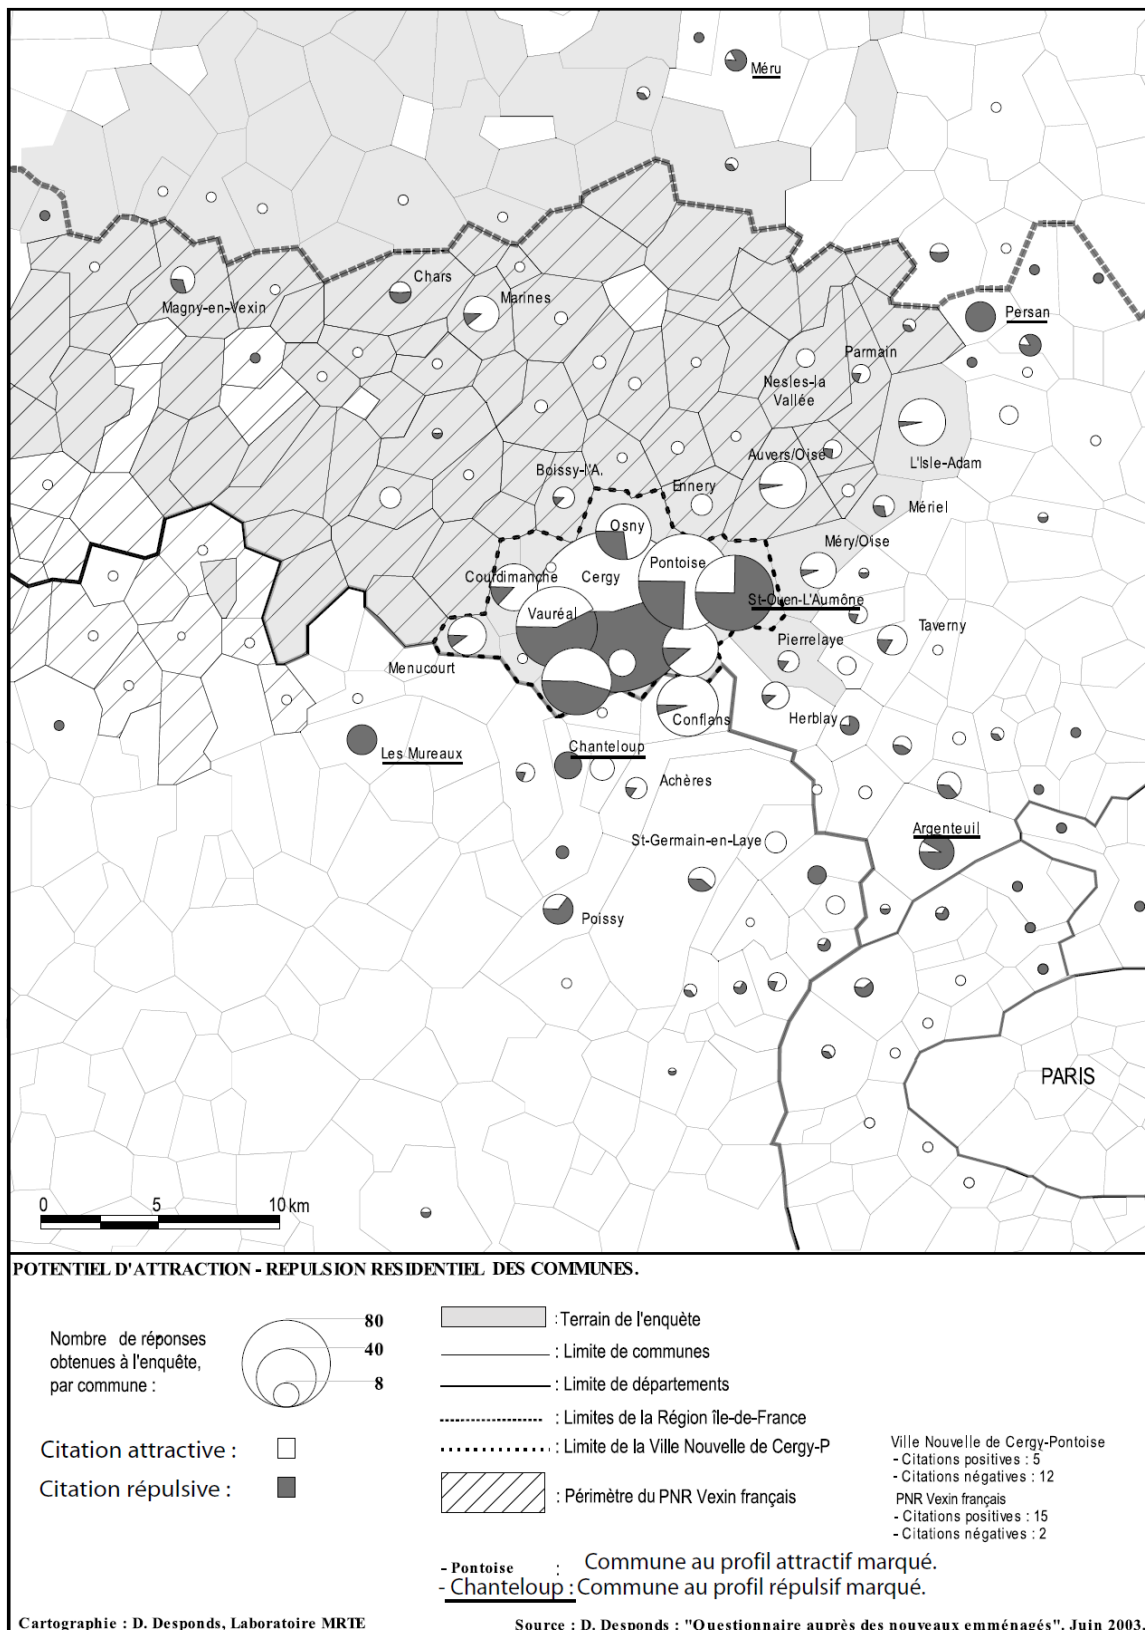 Méru
Chars
Magny-en-Vexin
Marines
Persan
Parmain
Nesles-la
Vallée
L'Isle-Adam
Auvers/Oise
Boissy-l'A.
Ennery
Mériel
Osny
Méry/Oise
Pontoise
Courdimanche
Cergy
St-Ouen-L'Aumône
Vauréal
Taverny
Pierrelaye
Menucourt
Herblay
Conflans
Les Mureaux
Chanteloup
Achères
Argenteuil
St-Germain-en-Laye
Poissy
PARIS
0 5 10 km
POTENTIEL D'ATTRACTION - REPULSION RESIDENTIEL DES COMMUNES.
Nombre de réponses
obtenues à l'enquête,
par commune :
80
40
8
Citation attractive :
Citation répulsive :
: Terrain de l'enquète
: Limite de communes
: Limite de départements
: Limites de la Région île-de-France
: Limite de la Ville Nouvelle de Cergy-P
: Périmètre du PNR Vexin français
Ville Nouvelle de Cergy-Pontoise
- Citations positives : 5
- Citations négatives : 12
PNR Vexin français
- Citations positives : 15
- Citations négatives : 2
- Pontoise : Commune au profil attractif marqué.
- Chanteloup : Commune au profil répulsif marqué.
Cartographie : D. Desponds, Laboratoire MRTE
Source : D. Desponds : "Questionnaire auprès des nouveaux emménagés". Juin 2003.